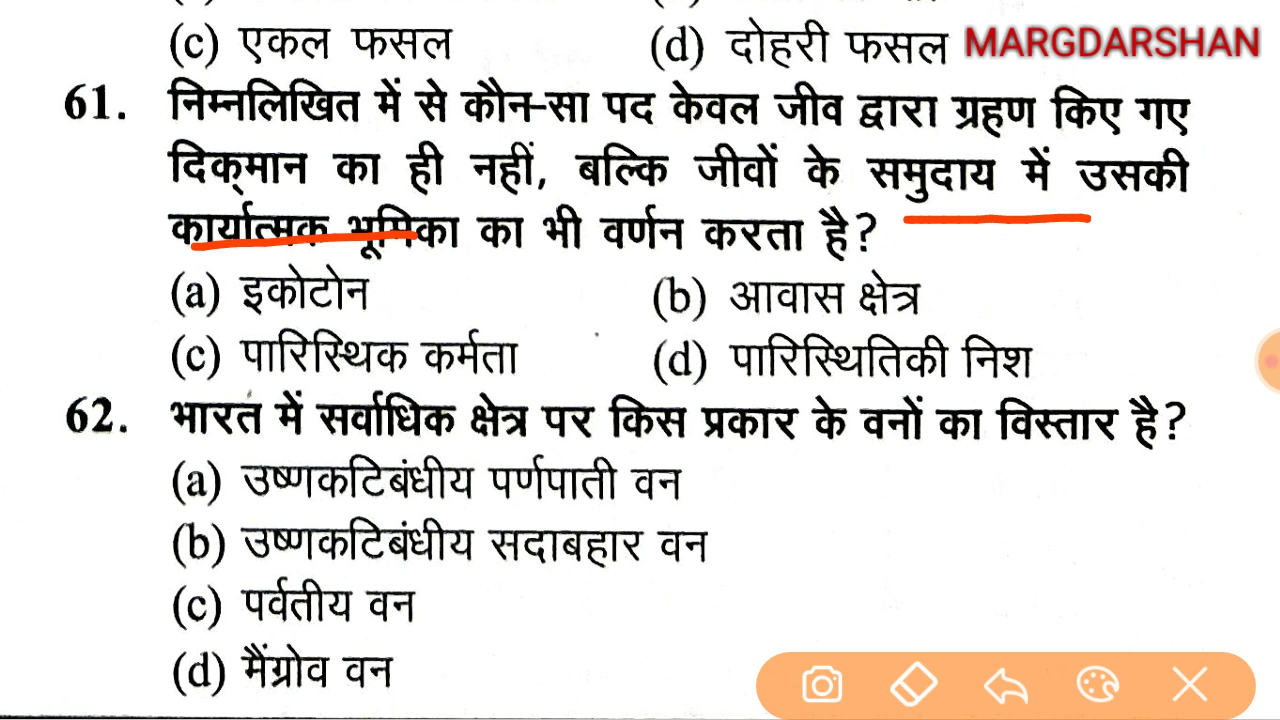 (c) एकल फसल (d) दोहरी फसल MARGDARSHAN
61. निम्नलिखित में से कौन-सा पद केवल जीव द्वारा ग्रहण किए गए
दिक्‌मान का ही नहीं, बल्कि जीवों के समुदाय में उसकी
कार्यात्मक भूमिका का भी वर्णन करता है?
(a) इकोटोन (b) आवास क्षेत्र
(c) पारिस्थिक कर्मता (d) पारिस्थितिकी निश
62. भारत में सर्वाधिक क्षेत्र पर किस प्रकार के वनों का विस्तार है?
(a) उष्णकटिबंधीय पर्णपाती वन
(b) उष्णकटिबंधीय सदाबहार वन
(c) पर्वतीय वन
(d) मैंग्रोव वन